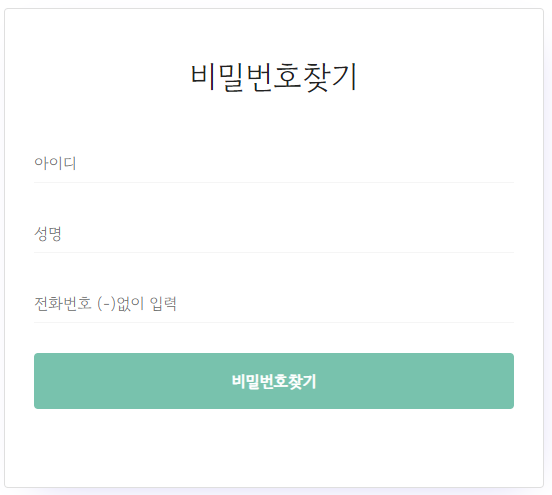 비밀번호찾기
아이디
성명
전화번호 (-)없이 입력
비밀번호찾기